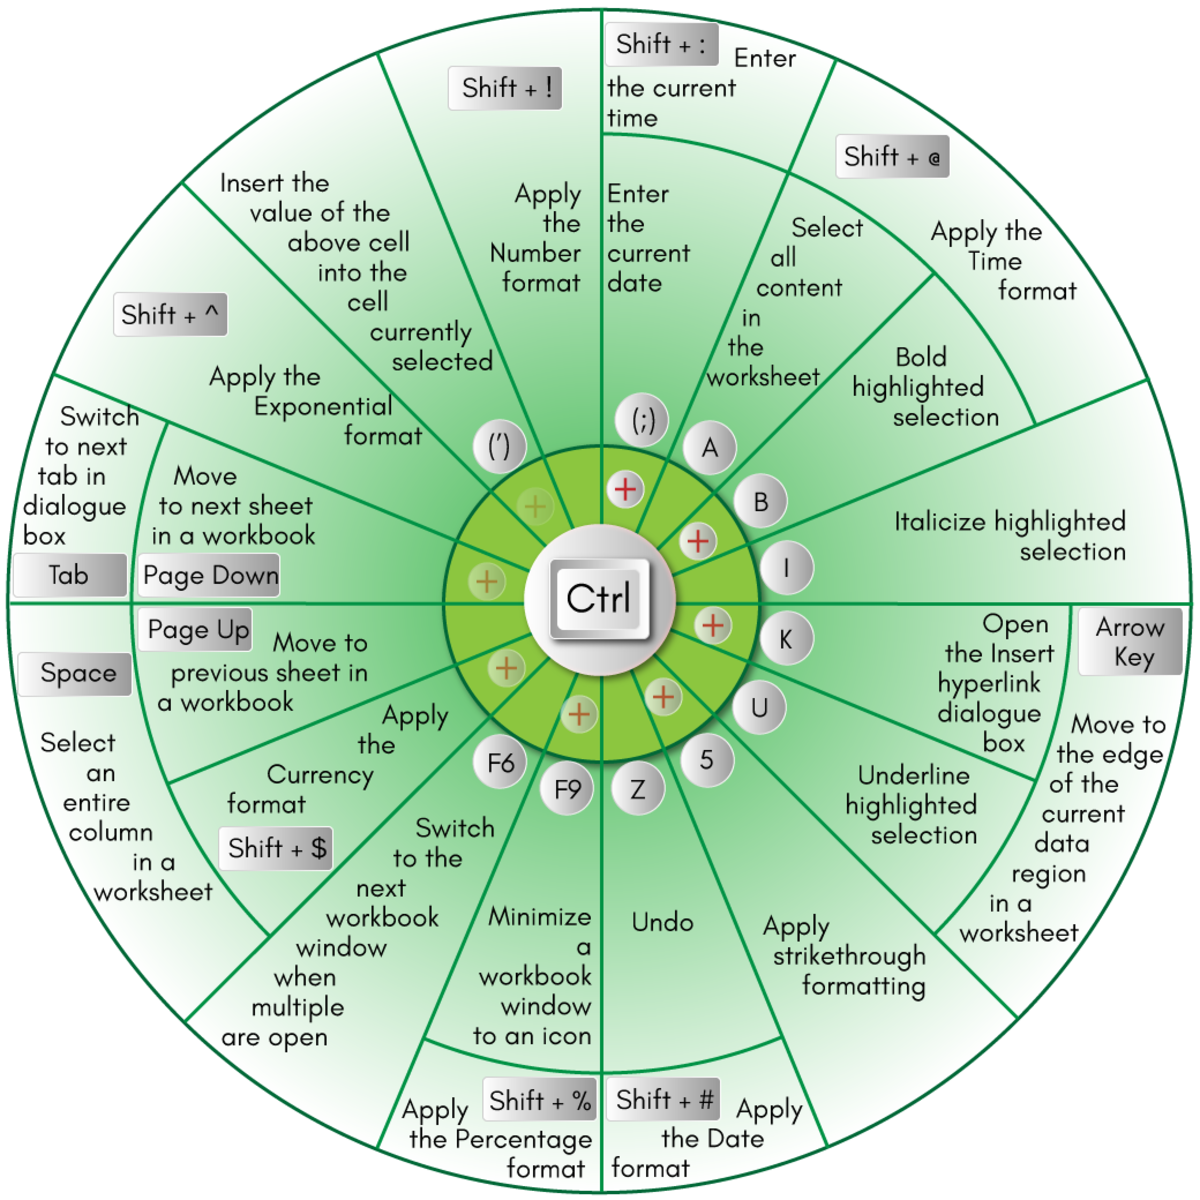 Shift + :
Enter
the current
time
Enter
the
current
date
(;)
Select
all
content
in
the
worksheet
A
Shift + @
Apply the
Time
format
Bold
highlighted
selection
B
Italicize highlighted
selection
I
Open
the Insert
hyperlink
dialogue
box
K
Arrow
Key
Move to
the edge
of the
current
data
region
in a
worksheet
Underline
highlighted
selection
U
Apply
strikethrough
formatting
5
Undo
Z
Shift + #
Apply
the Date
format
Minimize
a
workbook
window
to an icon
F9
Shift + %
Apply
the Percentage
format
Switch
to the
next
workbook
window
when
multiple
are open
F6
Apply
the
Currency
format
Shift + $
Page Up
Move to
previous sheet in
a workbook
Space
Select
an
entire
column
in a
worksheet
Switch
to next
tab in
dialogue
box
Tab
Move
to next sheet
in a workbook
Page Down
Shift + ^
Apply the
Exponential
format
Insert the
value of the
above cell
into the
cell
currently
selected
(’)
Shift + !
Apply
the
Number
format
Ctrl
+
+
+
+
+
+
+
+